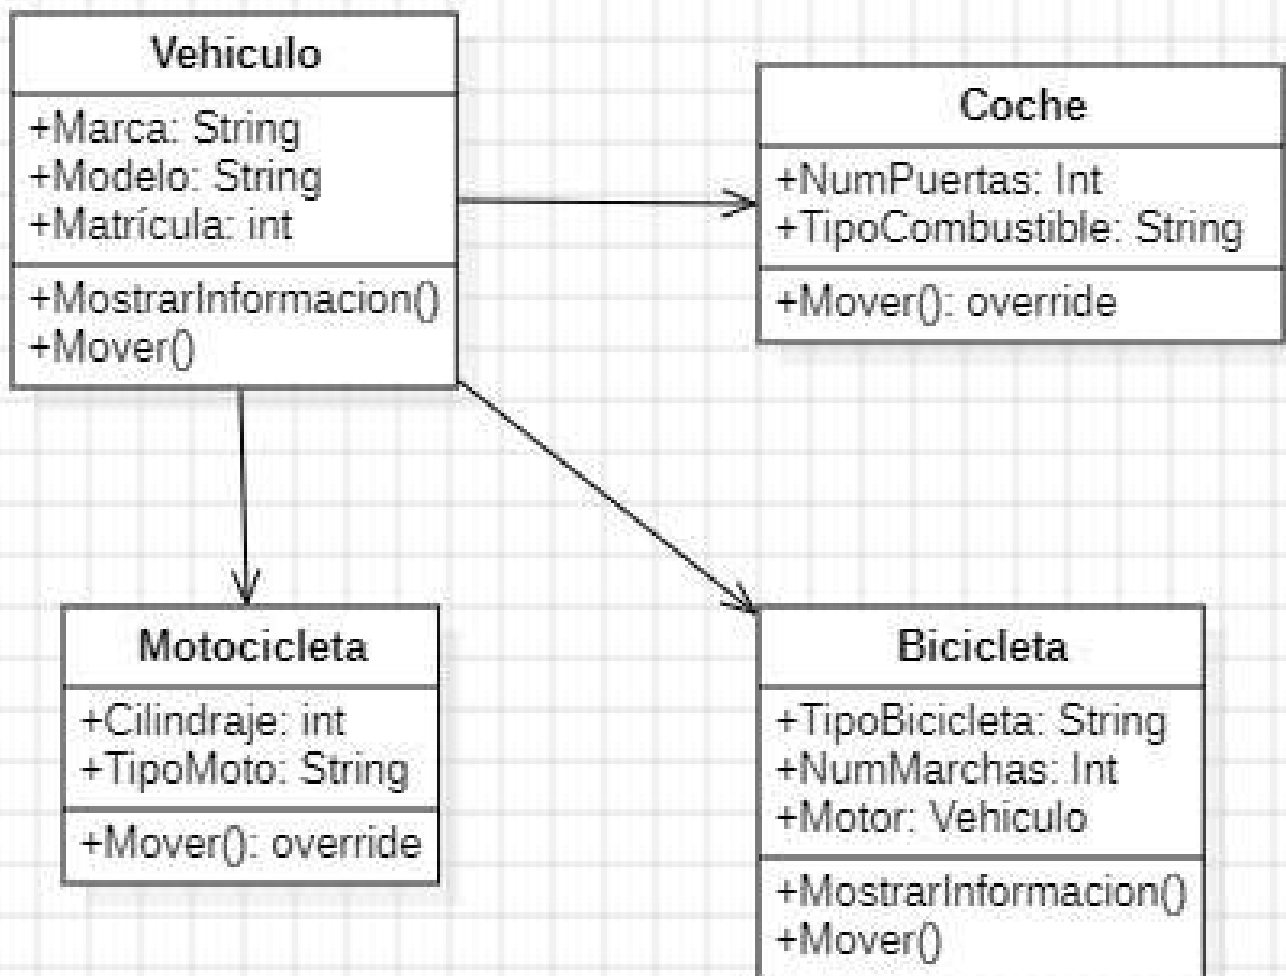 Vehiculo
+Marca: String
+Modelo: String
+Matrícula: int
+MostrarInformacion()
+Mover()
Coche
+NumPuertas: Int
+TipoCombustible: String
+Mover(): override
Motocicleta
+Cilindraje: int
+TipoMoto: String
+Mover(): override
Bicicleta
+TipoBicicleta: String
+NumMarchas: Int
+Motor: Vehiculo
+MostrarInformacion()
+Mover()